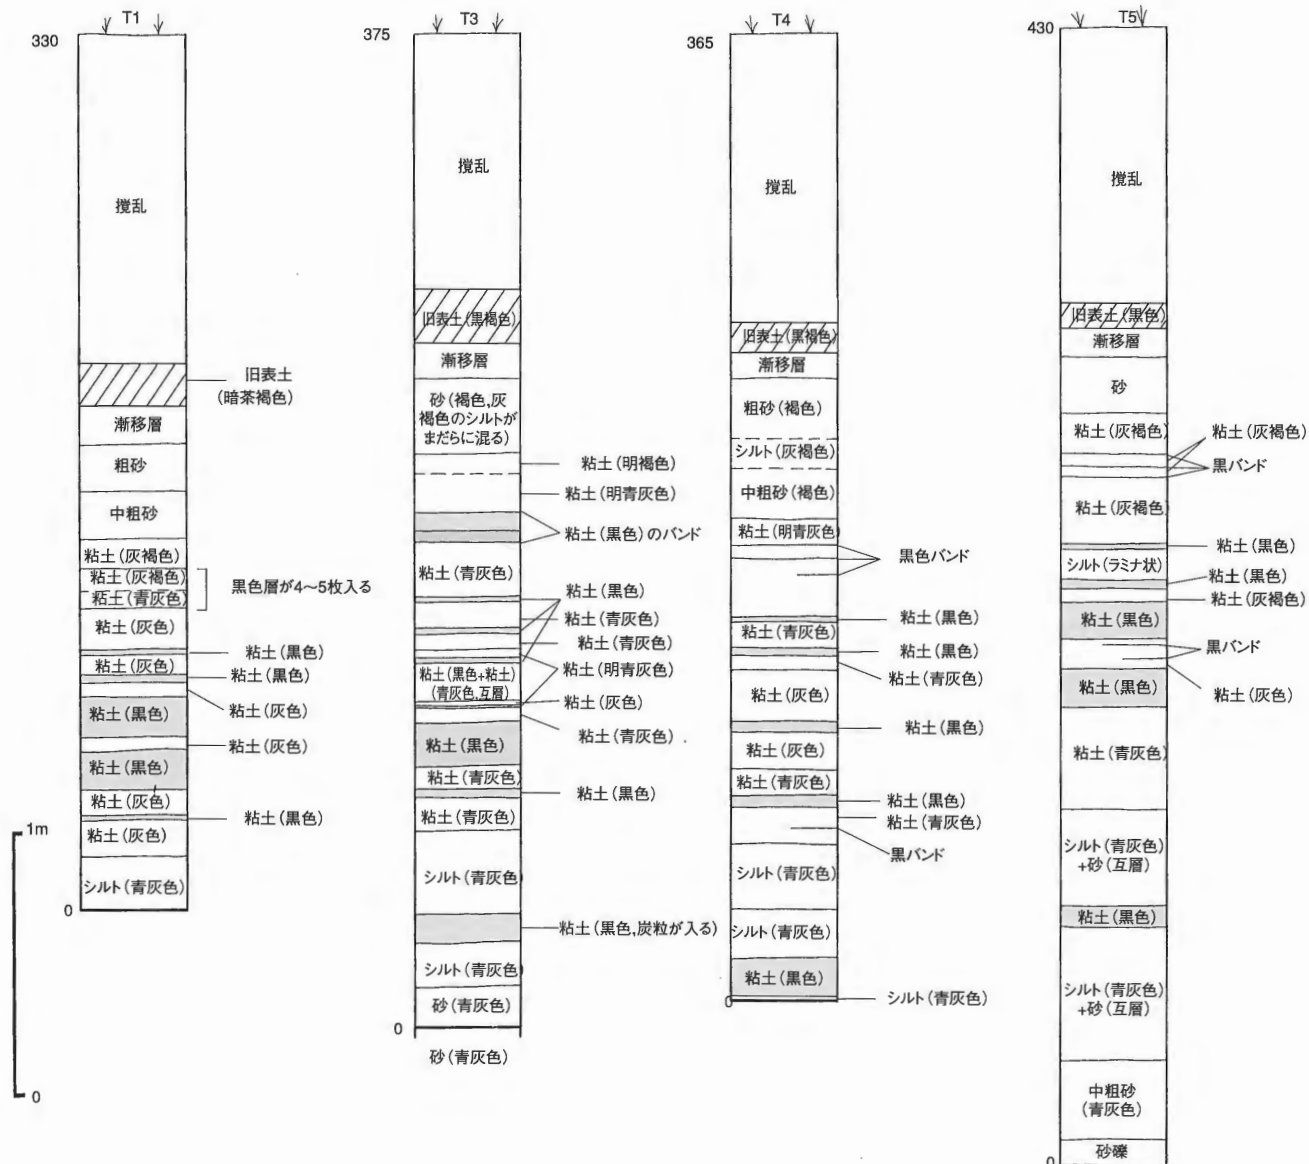 T1
330
攪乱
旧表土
(暗茶褐色)
漸移層
粗砂
中粗砂
粘土(灰褐色)
粘土(灰褐色)
粘土(青灰色)
黒色層が4〜5枚入る
粘土(灰色)
粘土(黒色)
粘土(灰色)
粘土(黒色)
粘土(灰色)
粘土(黒色)
粘土(灰色)
粘土(黒色)
粘土(灰色)
粘土(黒色)
粘土(灰色)
シルト(青灰色)
0
1m
0
T3
375
攪乱
旧表土(黒褐色)
漸移層
砂(褐色,灰
褐色のシルトが
まだらに混る)
粘土(明褐色)
粘土(明青灰色)
粘土(黒色)のバンド
粘土(青灰色)
粘土(黒色)
粘土(青灰色)
粘土(青灰色)
粘土(明青灰色)
粘土(黒色+粘土)
(青灰色,互層)
粘土(灰色)
粘土(青灰色)
粘土(黒色)
粘土(青灰色)
粘土(黒色)
粘土(青灰色)
シルト(青灰色)
粘土(黒色,炭粒が入る)
シルト(青灰色)
砂(青灰色)
0
砂(青灰色)
T4
365
攪乱
旧表土(黒褐色)
漸移層
粗砂(褐色)
シルト(灰褐色)
中粗砂(褐色)
粘土(明青灰色)
黒色バンド
粘土(黒色)
粘土(青灰色)
粘土(黒色)
粘土(青灰色)
粘土(灰色)
粘土(黒色)
粘土(灰色)
粘土(青灰色)
粘土(黒色)
粘土(青灰色)
黒バンド
シルト(青灰色)
シルト(青灰色)
粘土(黒色)
シルト(青灰色)
0
T5
430
攪乱
旧表土(黒色)
漸移層
砂
粘土(灰褐色)
粘土(灰褐色)
黒バンド
粘土(灰褐色)
粘土(黒色)
シルト(ラミナ状)
粘土(黒色)
粘土(灰褐色)
粘土(黒色)
黒バンド
粘土(灰色)
粘土(黒色)
粘土(青灰色)
シルト(青灰色)
+砂(互層)
粘土(黒色)
シルト(青灰色)
+砂(互層)
中粗砂
(青灰色)
砂礫
0